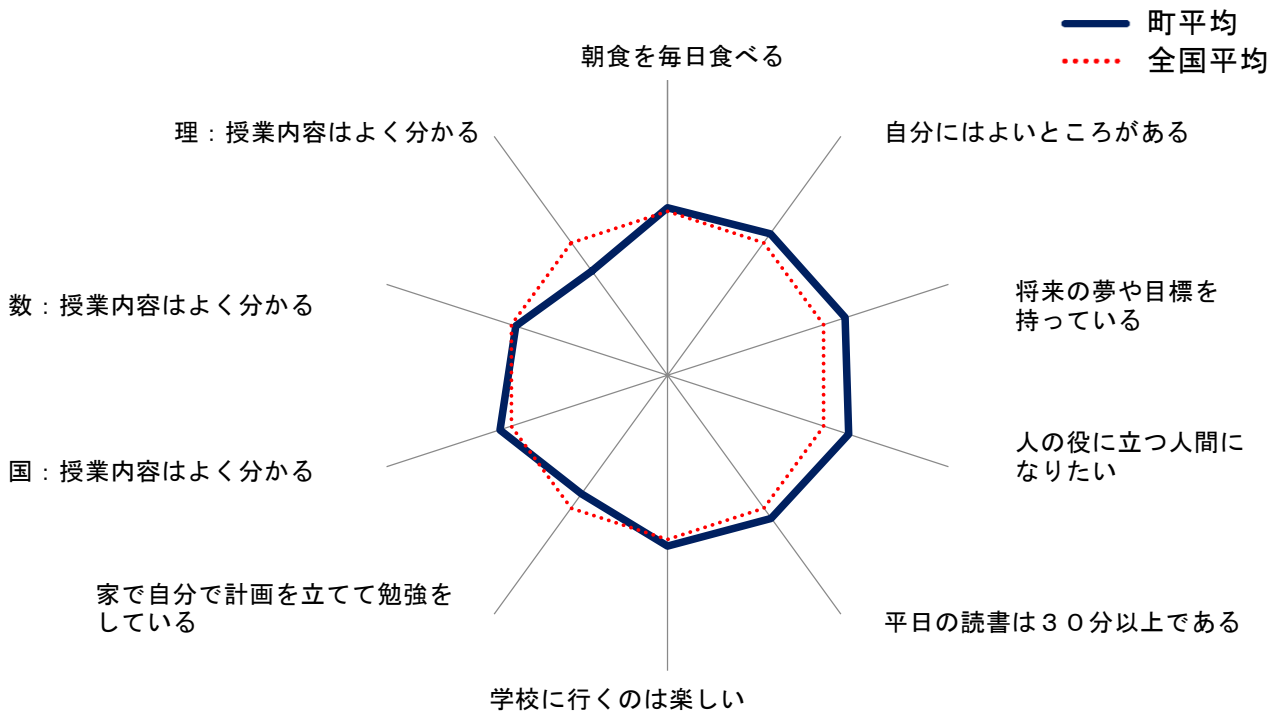 町平均
全国平均
朝食を毎日食べる
自分にはよいところがある
将来の夢や目標を
持っている
人の役に立つ人間に
なりたい
平日の読書は３０分以上である
学校に行くのは楽しい
家で自分で計画を立てて勉強を
している
国：授業内容はよく分かる
数：授業内容はよく分かる
理：授業内容はよく分かる